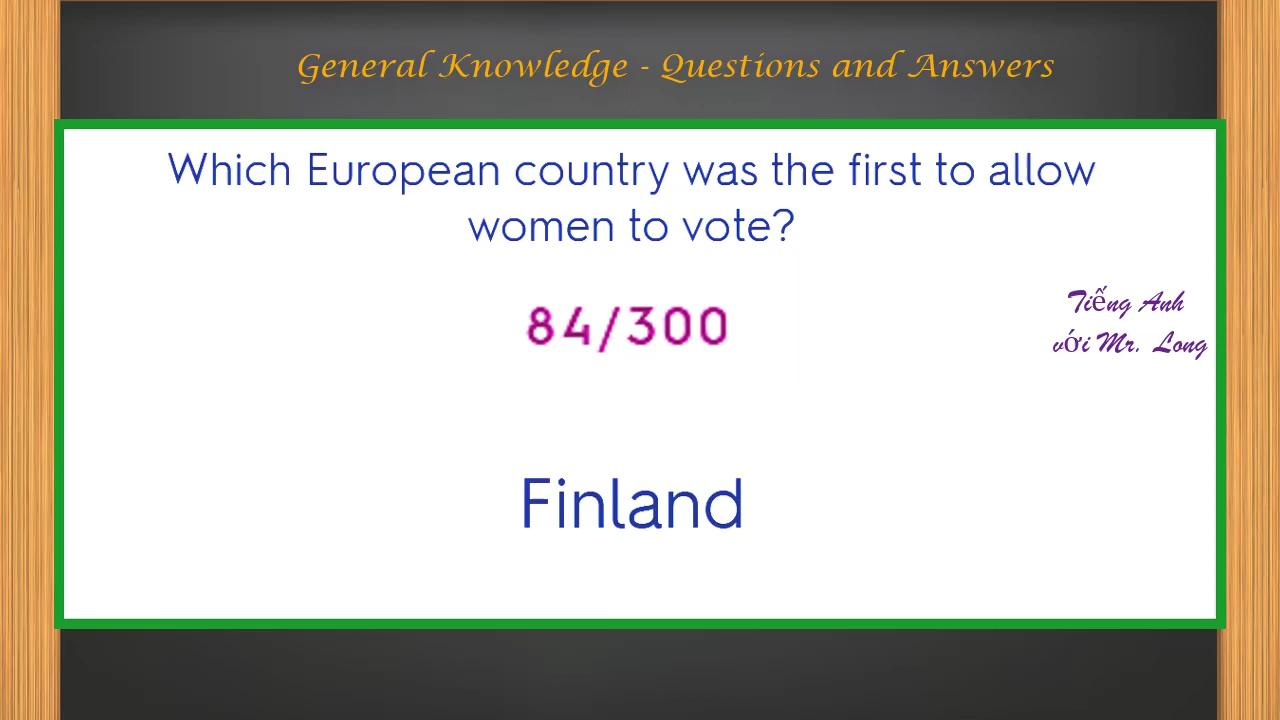 General Knowledge - Questions and Answers
Which European country was the first to allow
women to vote?
84/300
Tiếng Anh
với Mr. Long
Finland